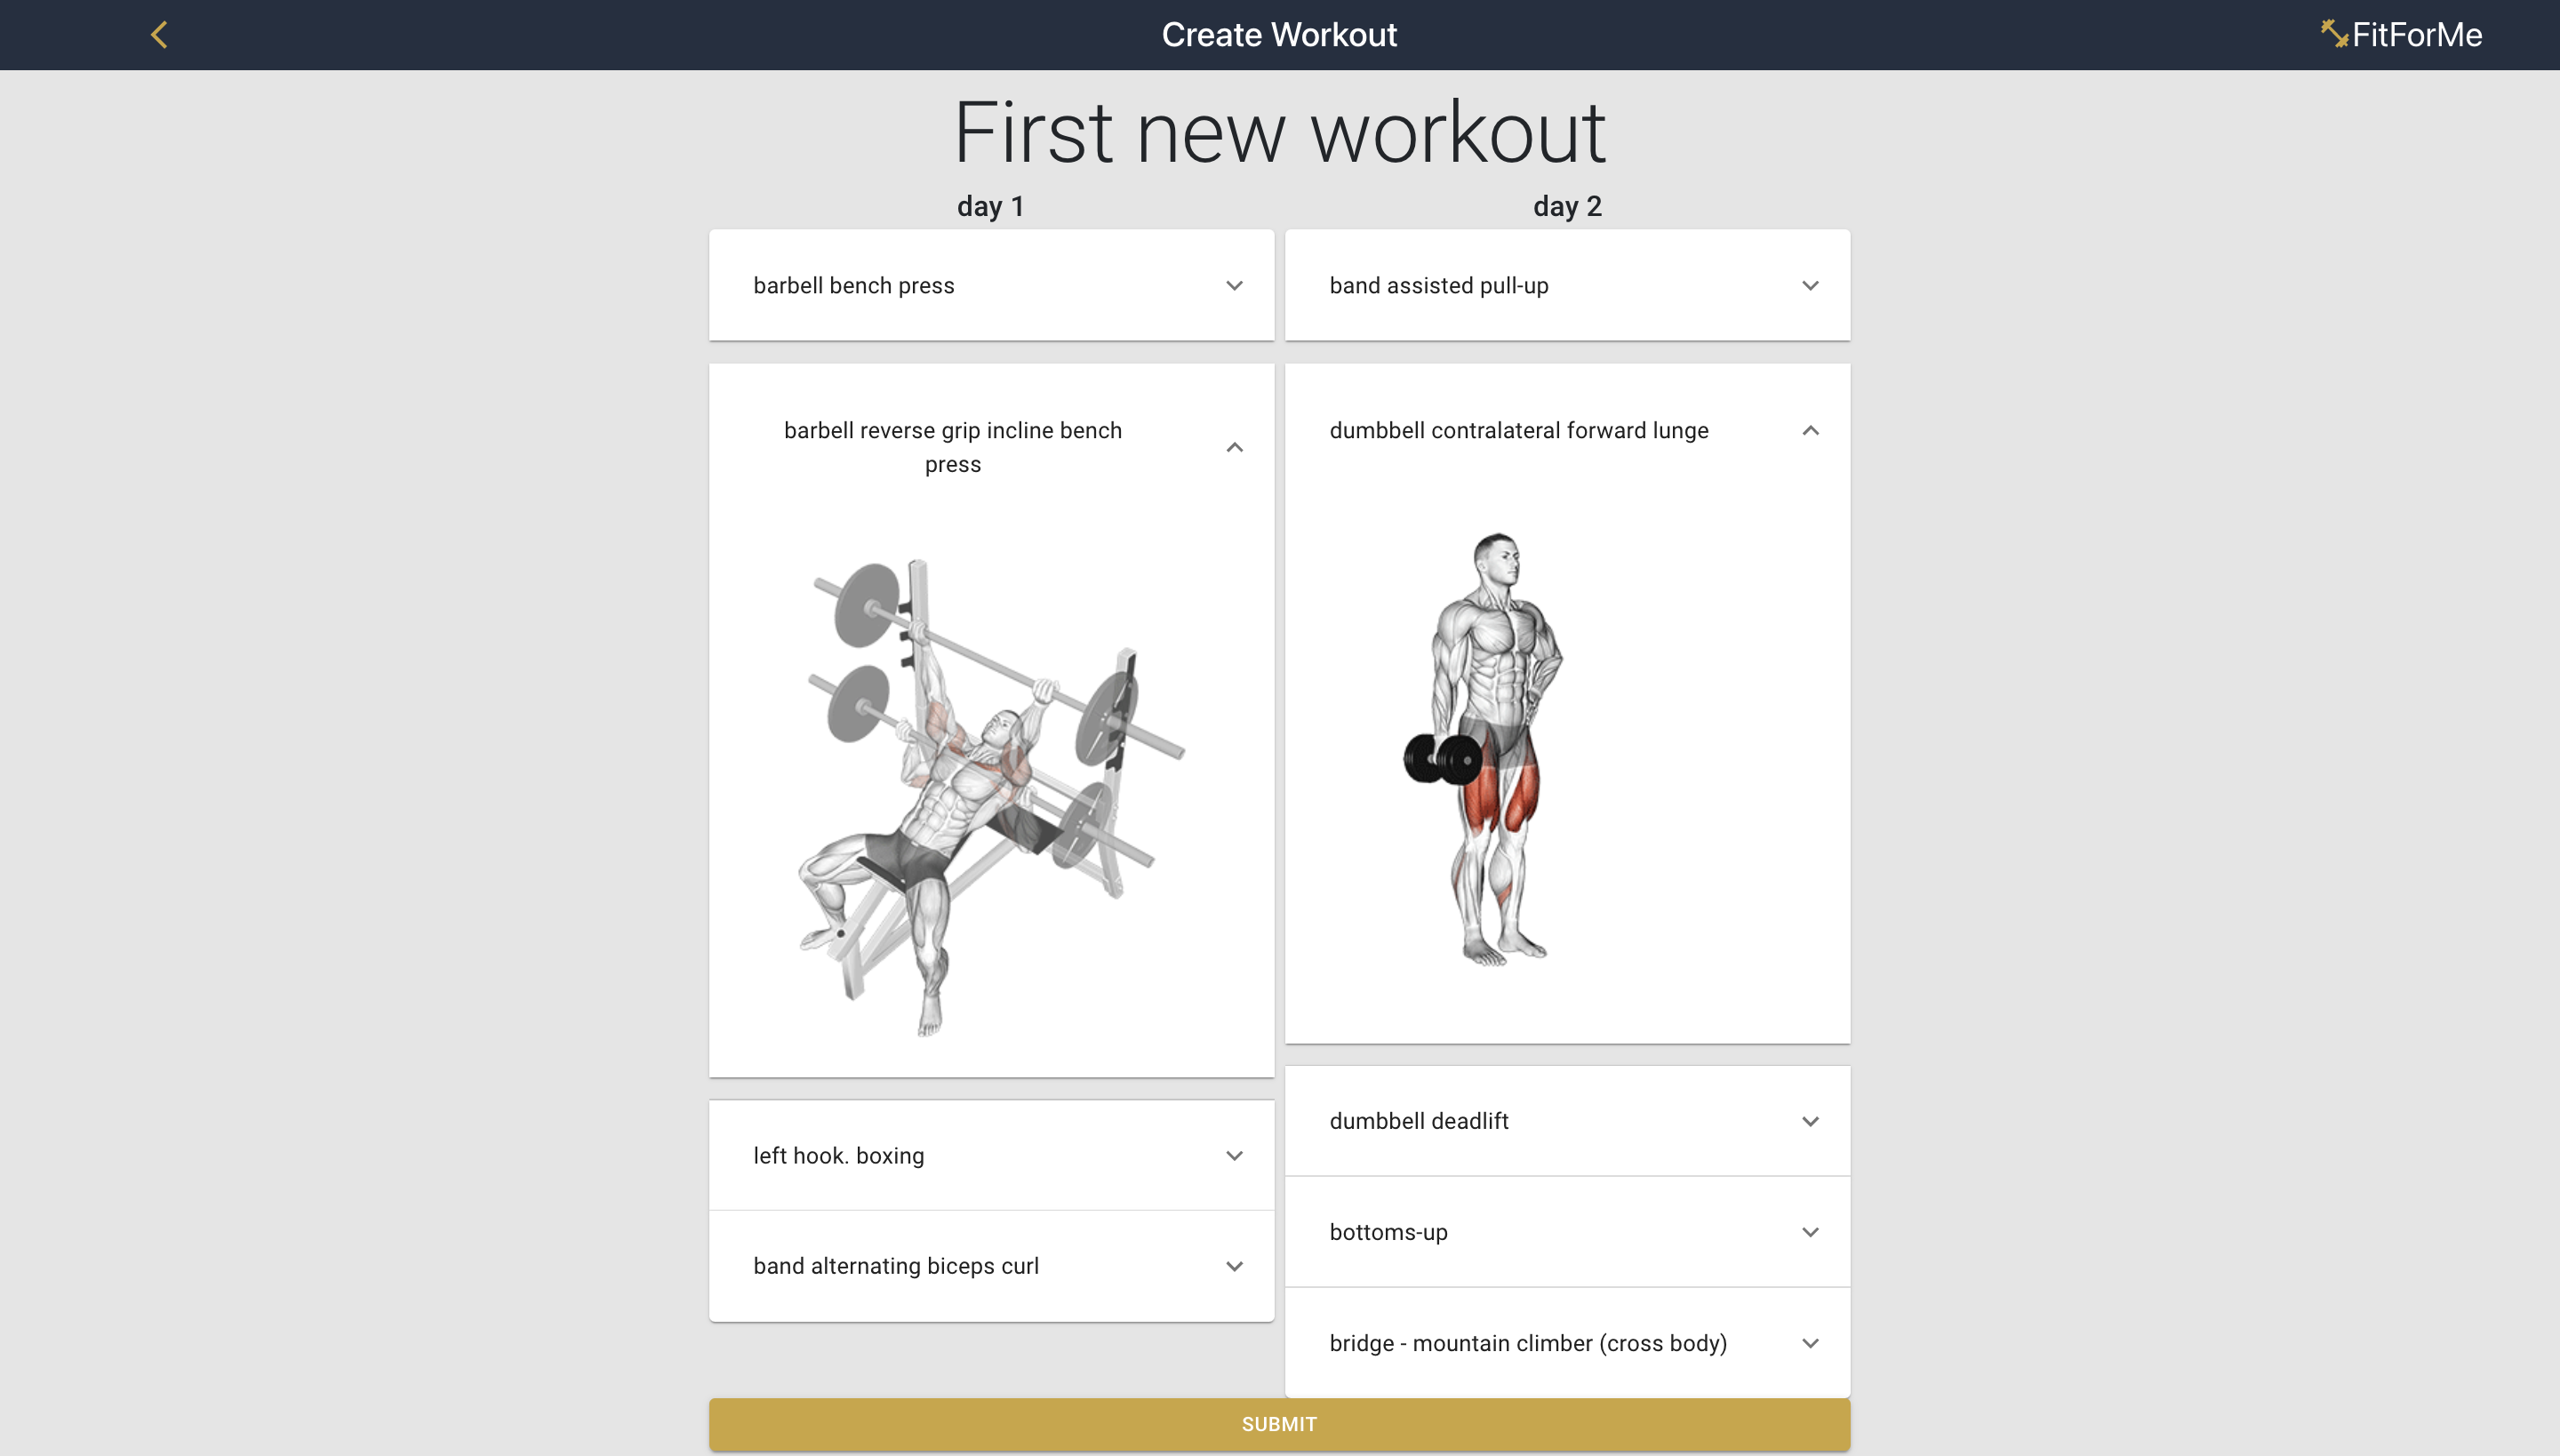 Create Workout
FitForMe
First new workout
day 1
barbell bench press
barbell reverse grip incline bench
press
left hook. boxing
band alternating biceps curl
day 2
band assisted pull-up
dumbbell contralateral forward lunge
dumbbell deadlift
bottoms-up
bridge - mountain climber (cross body)
SUBMIT